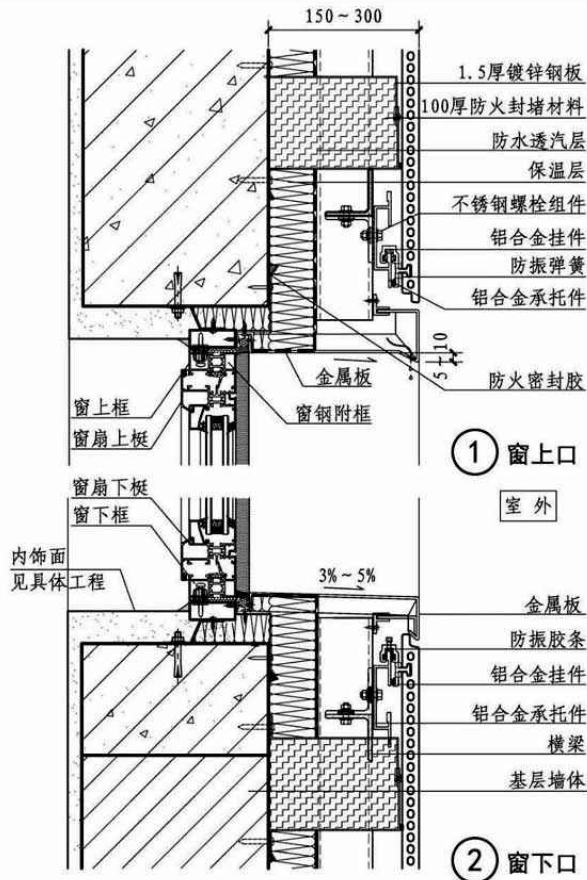 150～300
1.5厚镀锌钢板
100厚防火封堵材料
防水透汽层
保温层
不锈钢螺栓组件
铝合金挂件
防振弹簧
铝合金承托件
5～10
金属板
防火密封胶
窗上框
窗钢附框
窗扇上梃
1 窗上口
窗扇下梃
室外
窗下框
内饰面
见具体工程
3%～5%
金属板
防振胶条
铝合金挂件
铝合金承托件
横梁
基层墙体
2 窗下口